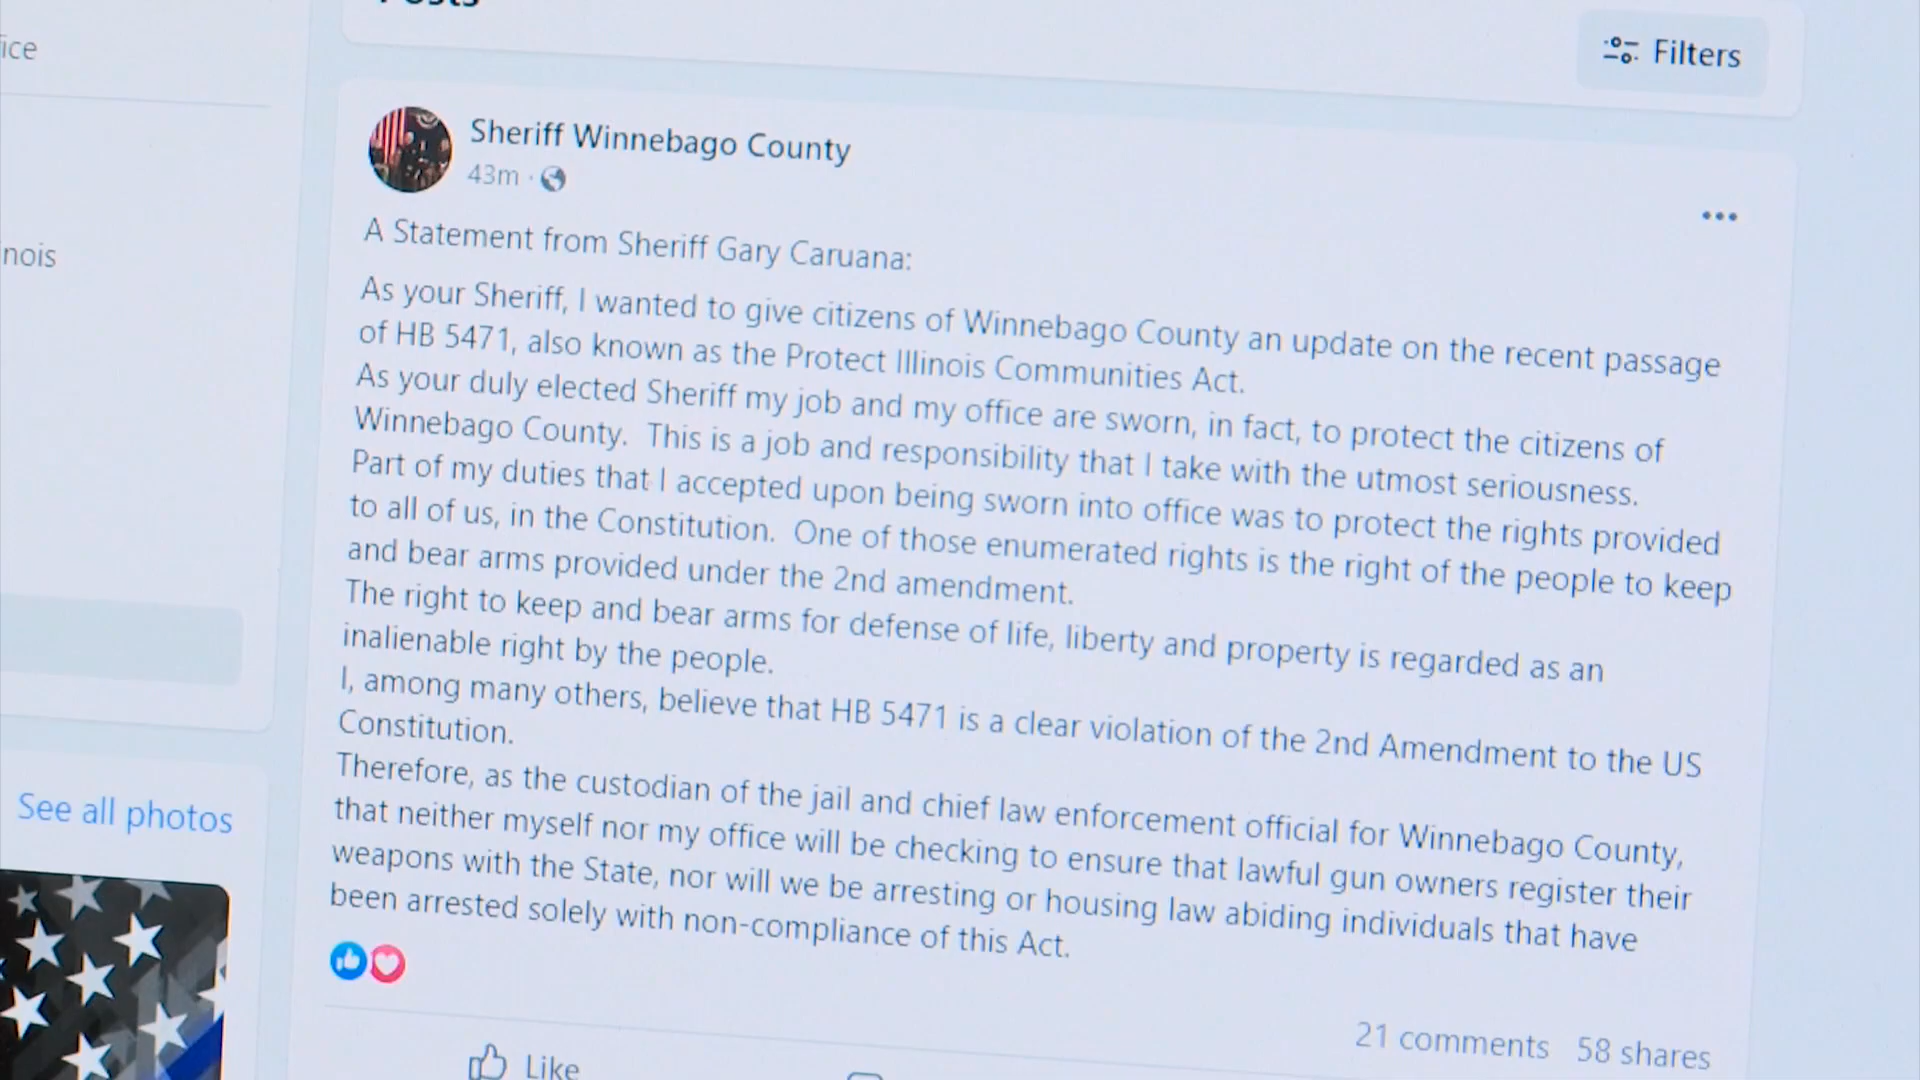 Posts
Filters
ice
Sheriff Winnebago County
43m ·
A Statement from Sheriff Gary Caruana:
As your Sheriff, I wanted to give citizens of Winnebago County an update on the recent passage
of HB 5471, also known as the Protect Illinois Communities Act.
As your duly elected Sheriff my job and my office are sworn, in fact, to protect the citizens of
Winnebago County.  This is a job and responsibility that I take with the utmost seriousness.
Part of my duties that I accepted upon being sworn into office was to protect the rights provided
to all of us, in the Constitution.  One of those enumerated rights is the right of the people to keep
and bear arms provided under the 2nd amendment.
The right to keep and bear arms for defense of life, liberty and property is regarded as an
inalienable right by the people.
I, among many others, believe that HB 5471 is a clear violation of the 2nd Amendment to the US
Constitution.
Therefore, as the custodian of the jail and chief law enforcement official for Winnebago County,
that neither myself nor my office will be checking to ensure that lawful gun owners register their
weapons with the State, nor will we be arresting or housing law abiding individuals that have
been arrested solely with non-compliance of this Act.
21 comments 58 shares
Like
nois
See all photos